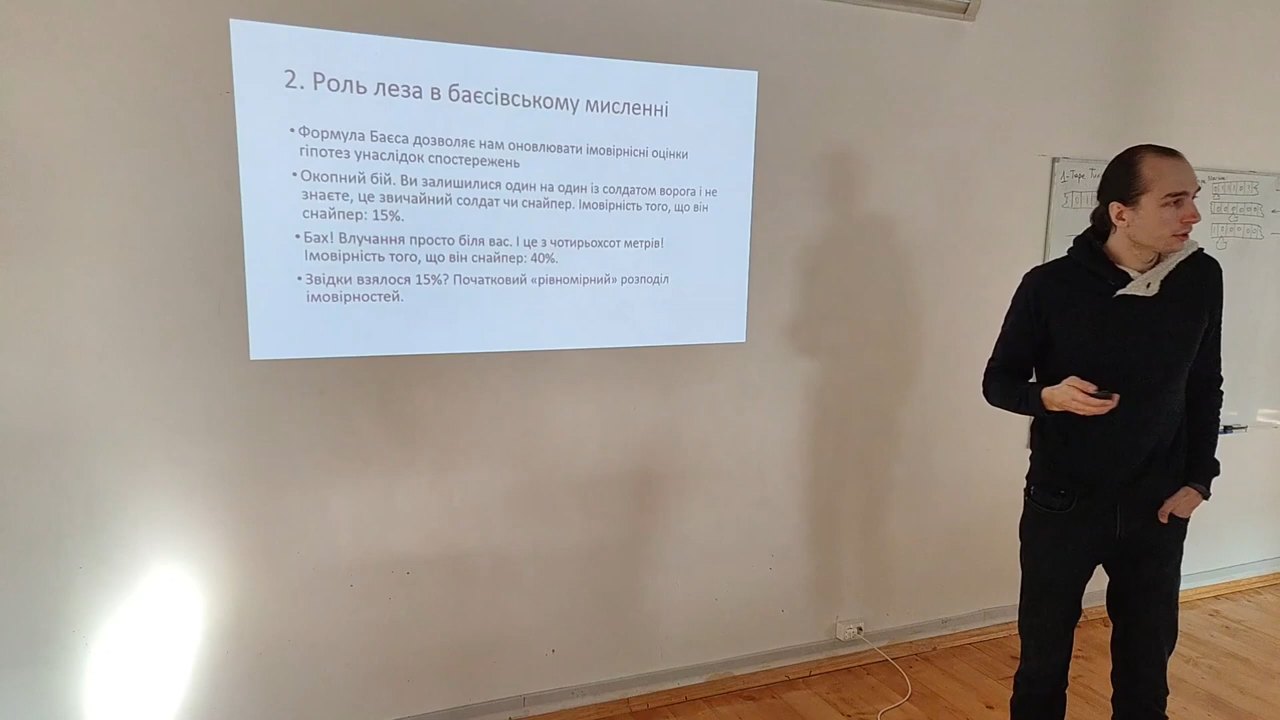 2. Роль леза в баєсівському мисленні
• Формула Баєса дозволяє нам оновлювати імовірнісні оцінки
гіпотез унаслідок спостережень
• Окопний бій. Ви залишилися один на один із солдатом ворога і не
знаєте, це звичайний солдат чи снайпер. Імовірність того, що він
снайпер: 15%.
• Бах! Влучання просто біля вас. І це з чотирьохсот метрів!
Імовірність того, що він снайпер: 40%.
• Звідки взялося 15%? Початковий «рівномірний» розподіл
імовірностей.
1-Tape